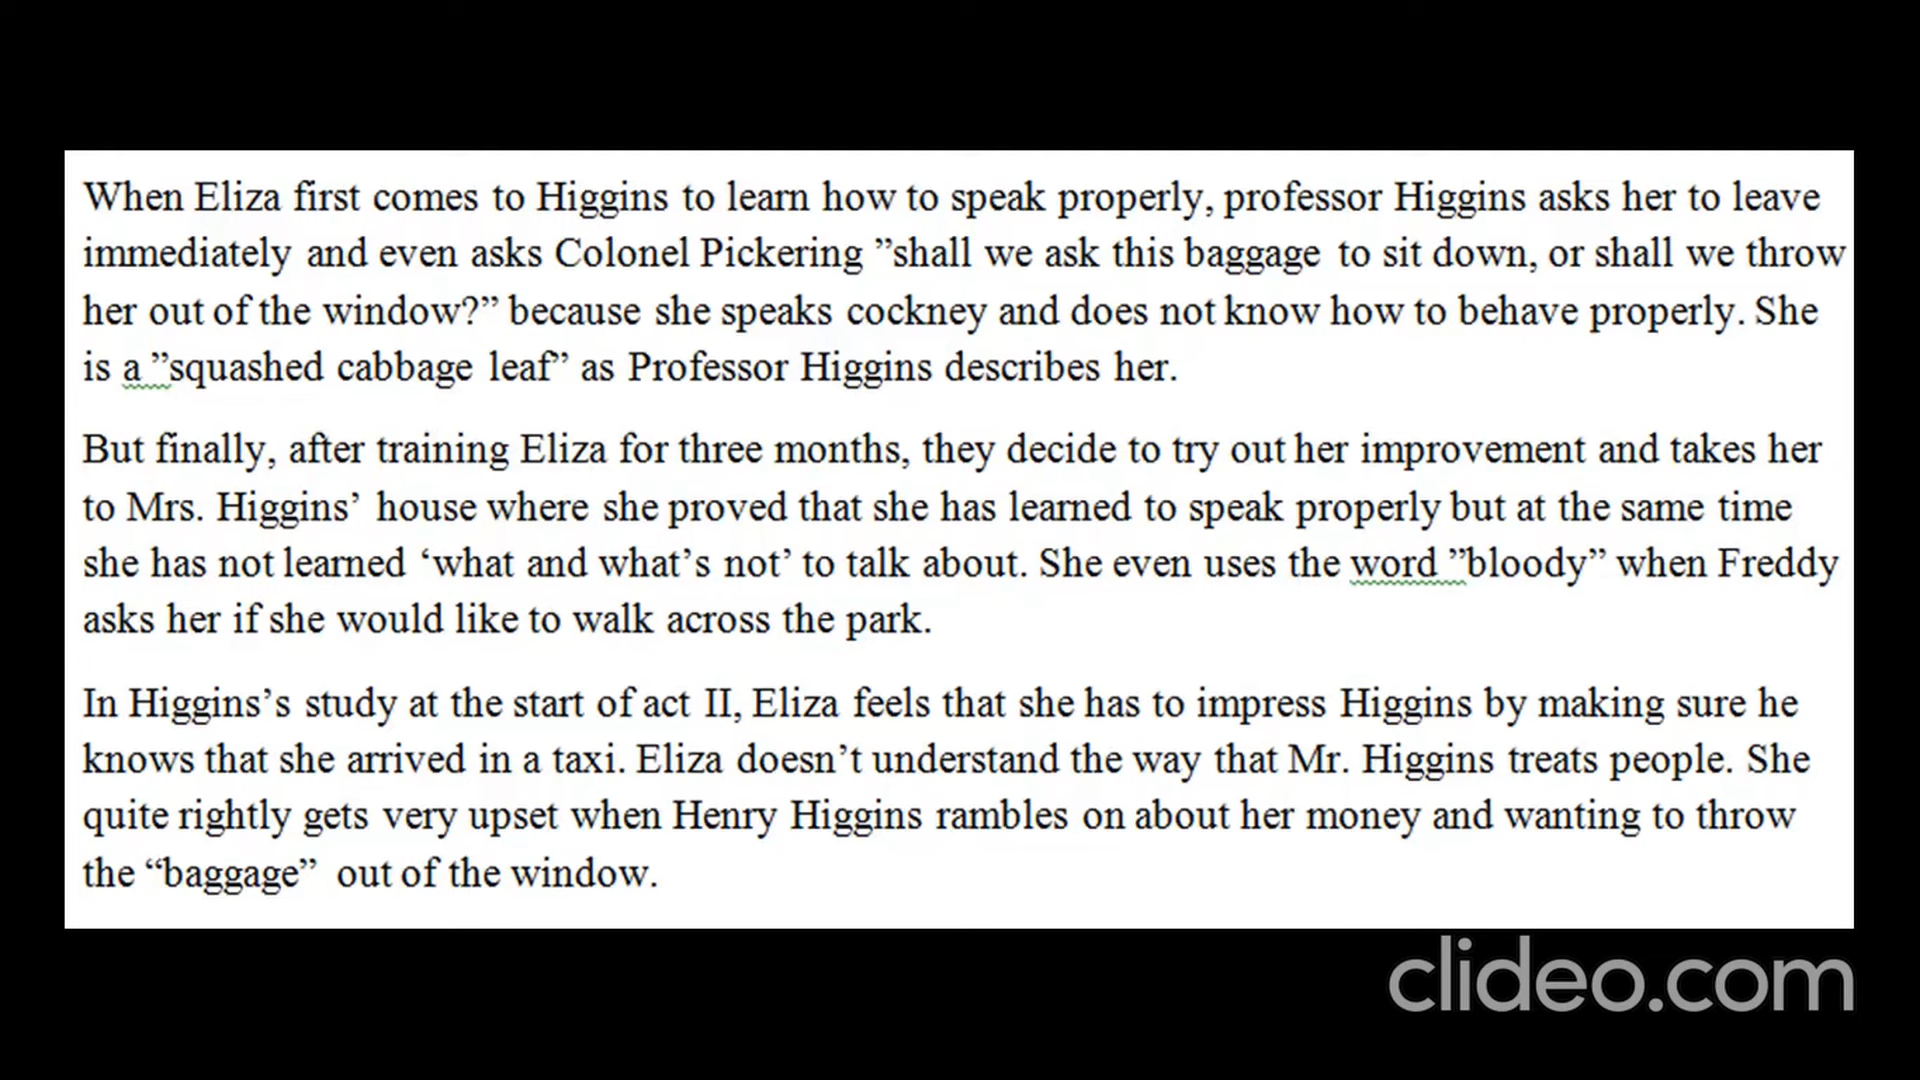 When Eliza first comes to Higgins to learn how to speak properly, professor Higgins asks her to leave
immediately and even asks Colonel Pickering ”shall we ask this baggage to sit down, or shall we throw
her out of the window?” because she speaks cockney and does not know how to behave properly. She
is a ”squashed cabbage leaf” as Professor Higgins describes her.
But finally, after training Eliza for three months, they decide to try out her improvement and takes her
to Mrs. Higgins’ house where she proved that she has learned to speak properly but at the same time
she has not learned ‘what and what’s not’ to talk about. She even uses the word ”bloody” when Freddy
asks her if she would like to walk across the park.
In Higgins’s study at the start of act II, Eliza feels that she has to impress Higgins by making sure he
knows that she arrived in a taxi. Eliza doesn’t understand the way that Mr. Higgins treats people. She
quite rightly gets very upset when Henry Higgins rambles on about her money and wanting to throw
the “baggage” out of the window.
clideo.com